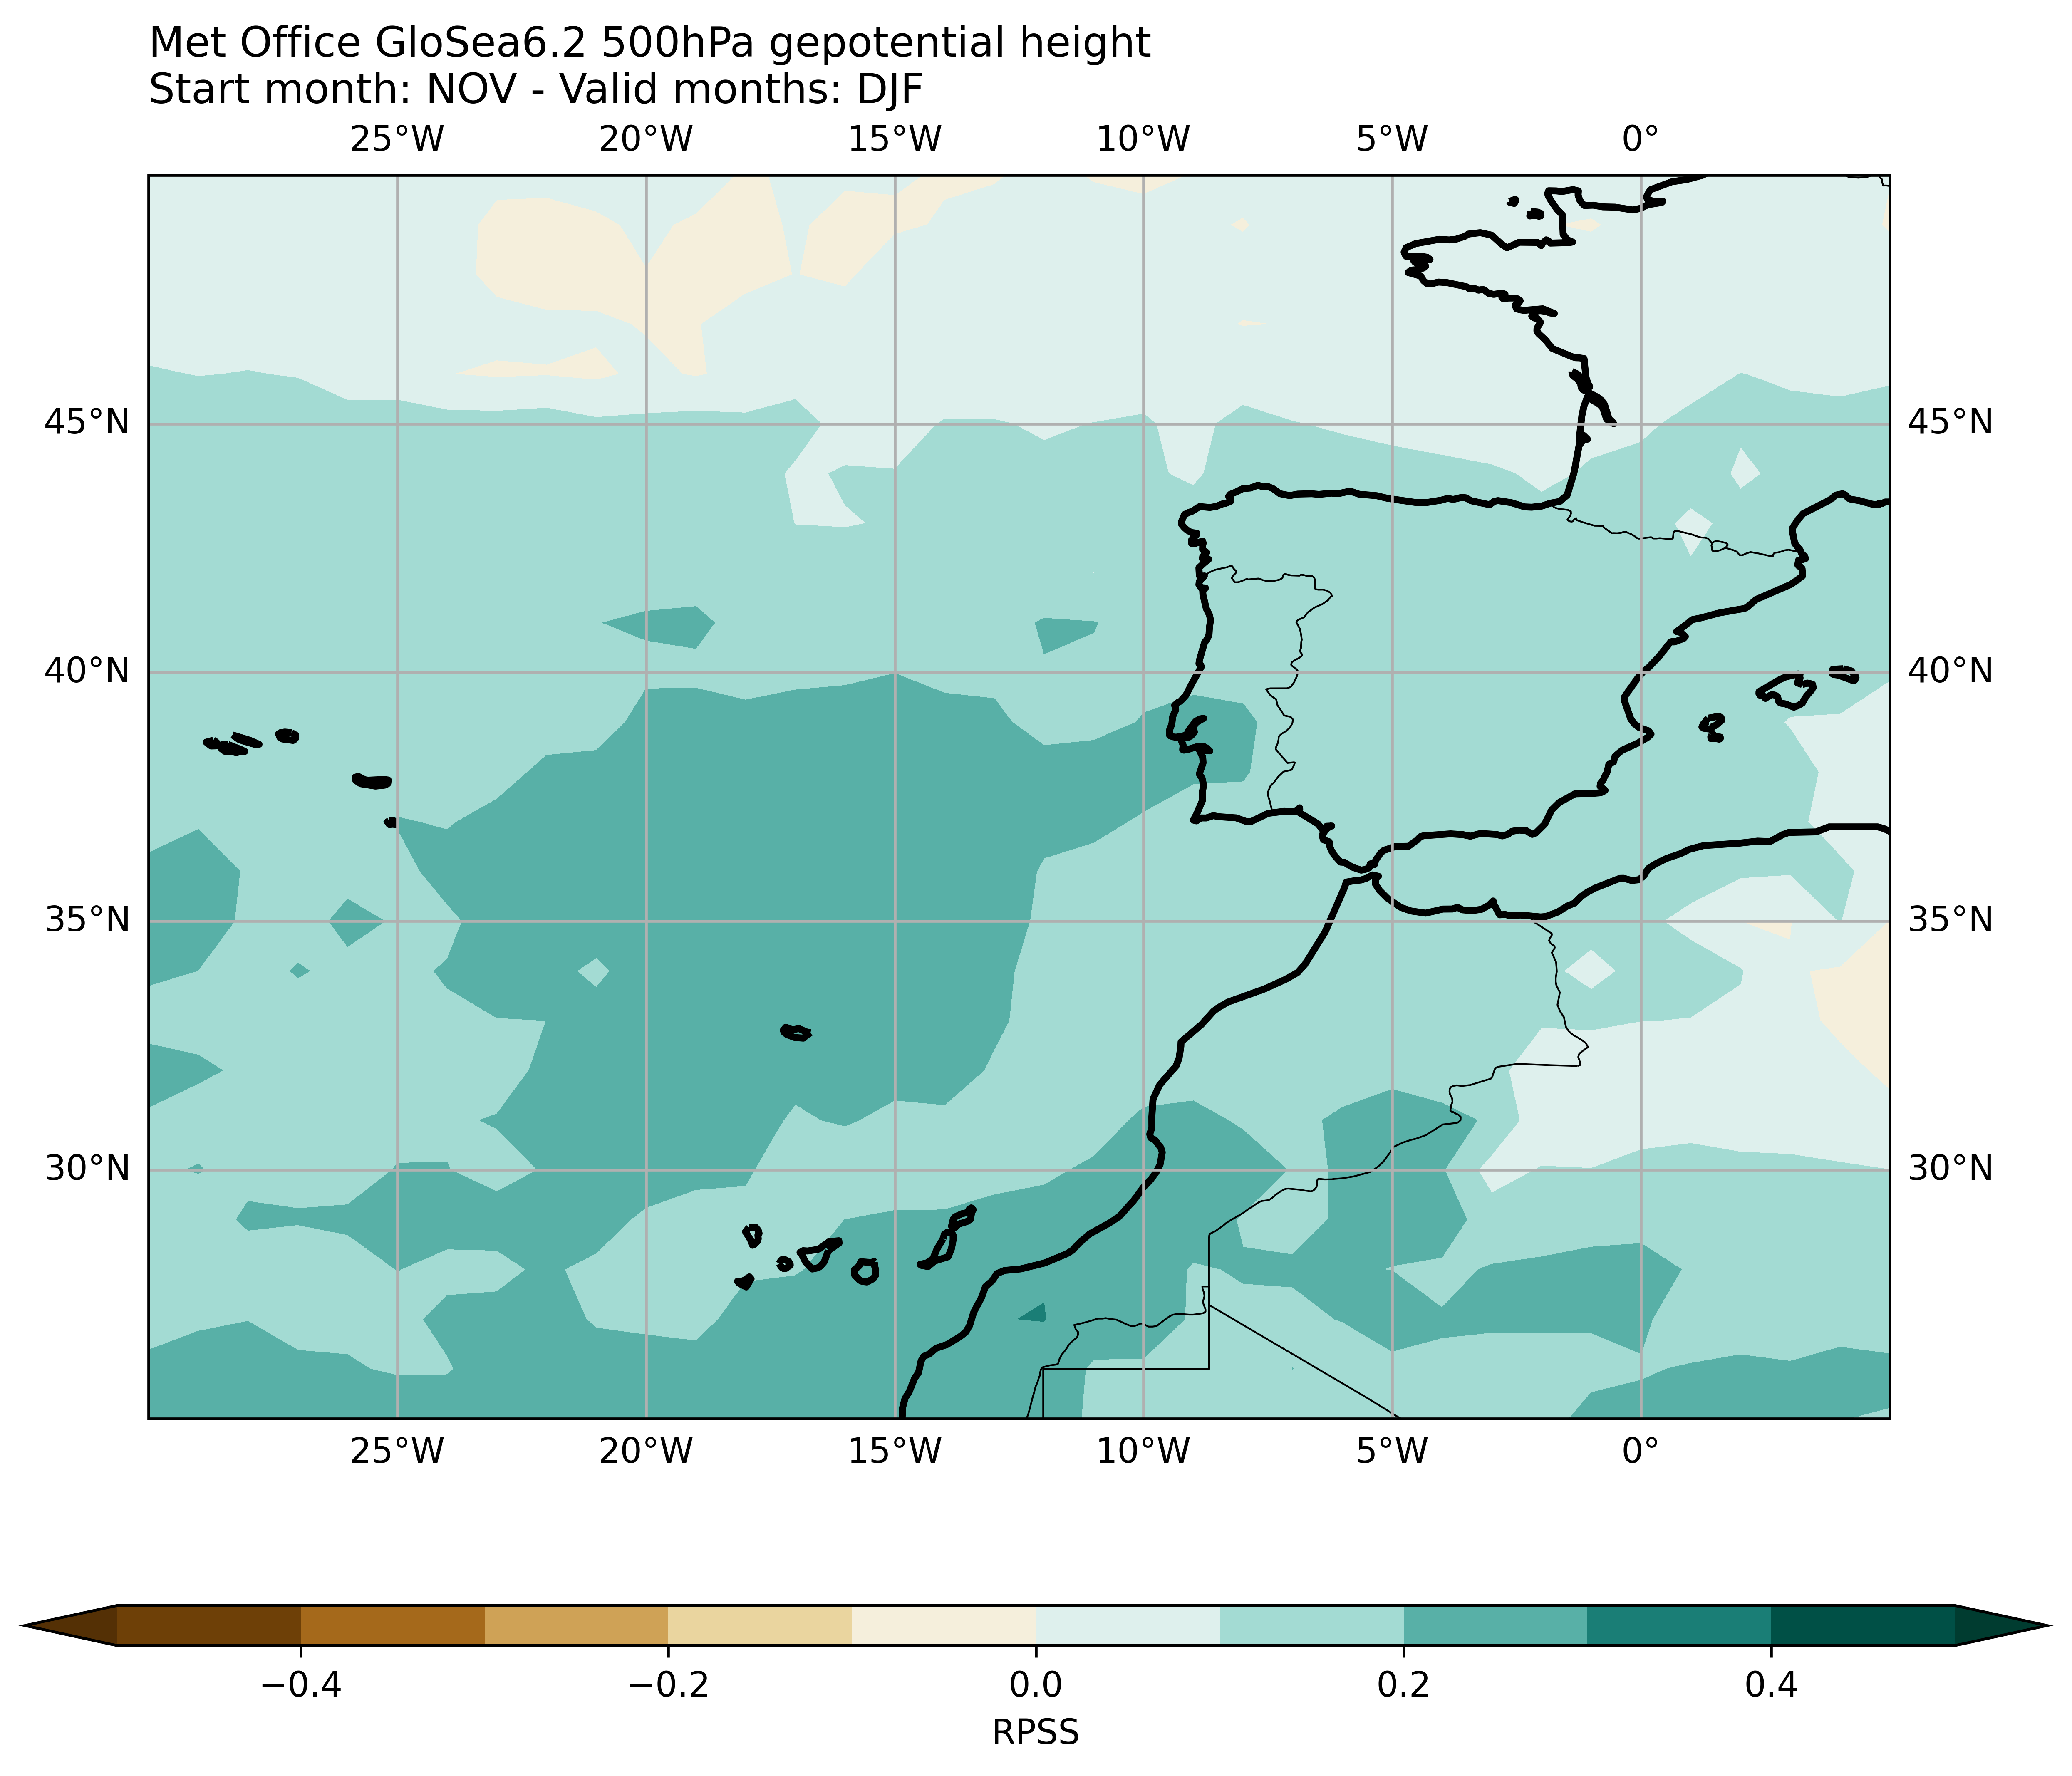 Met Office GloSea6.2 500hPa gepotential height
Start month: NOV - Valid months: DJF
25°W 20°W 15°W 10°W 5°W 0°
45°N 45°N
40°N 40°N
35°N 35°N
30°N 30°N
25°W 20°W 15°W 10°W 5°W 0°
−0.4 −0.2 0.0 0.2 0.4
RPSS